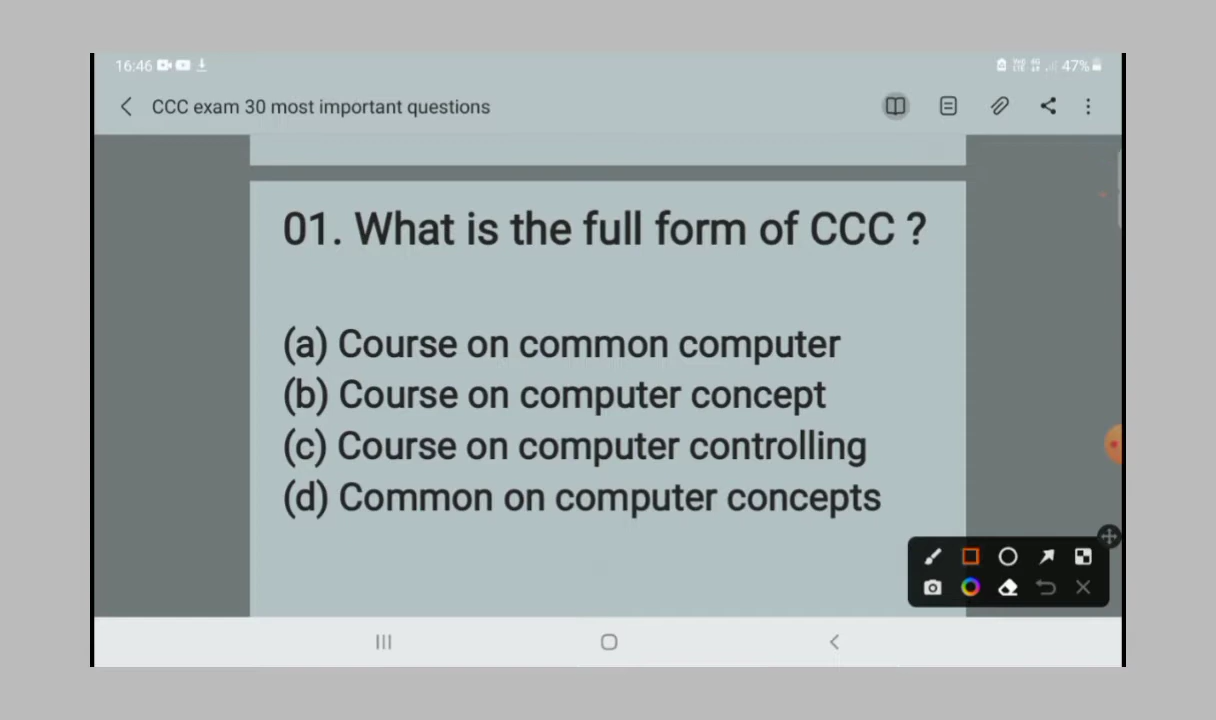 16:46 47%
CCC exam 30 most important questions
01. What is the full form of CCC ?
(a) Course on common computer
(b) Course on computer concept
(c) Course on computer controlling
(d) Common on computer concepts